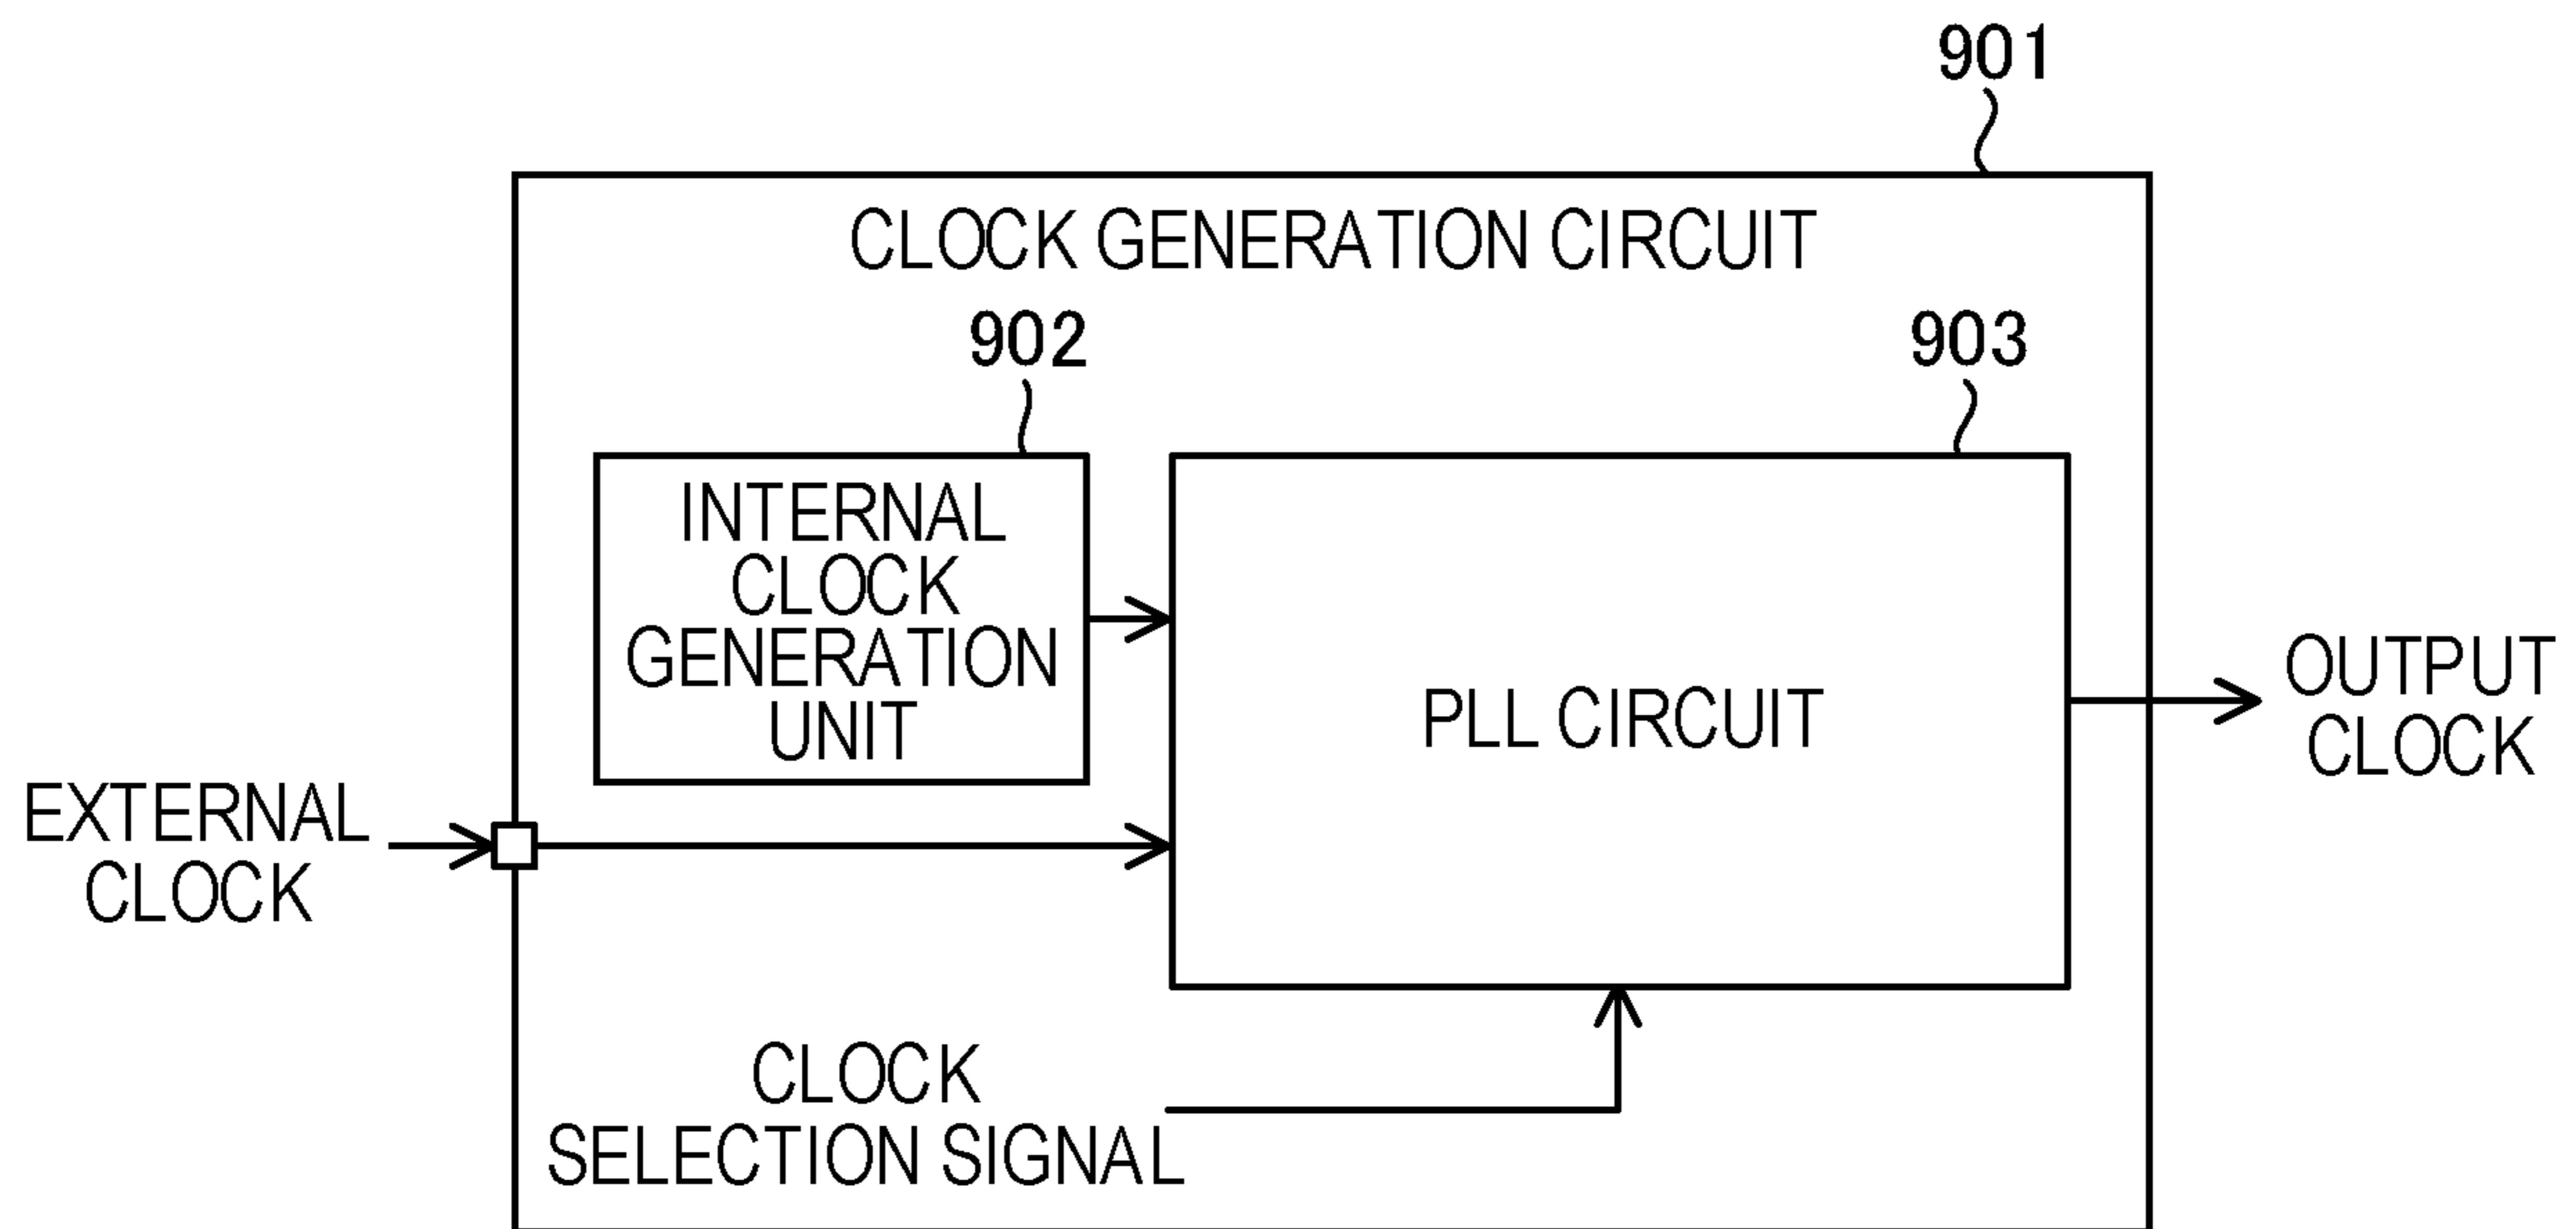 901
CLOCK GENERATION CIRCUIT
902
903
INTERNAL
CLOCK
GENERATION
UNIT
PLL CIRCUIT
OUTPUT
CLOCK
EXTERNAL
CLOCK
CLOCK
SELECTION SIGNAL